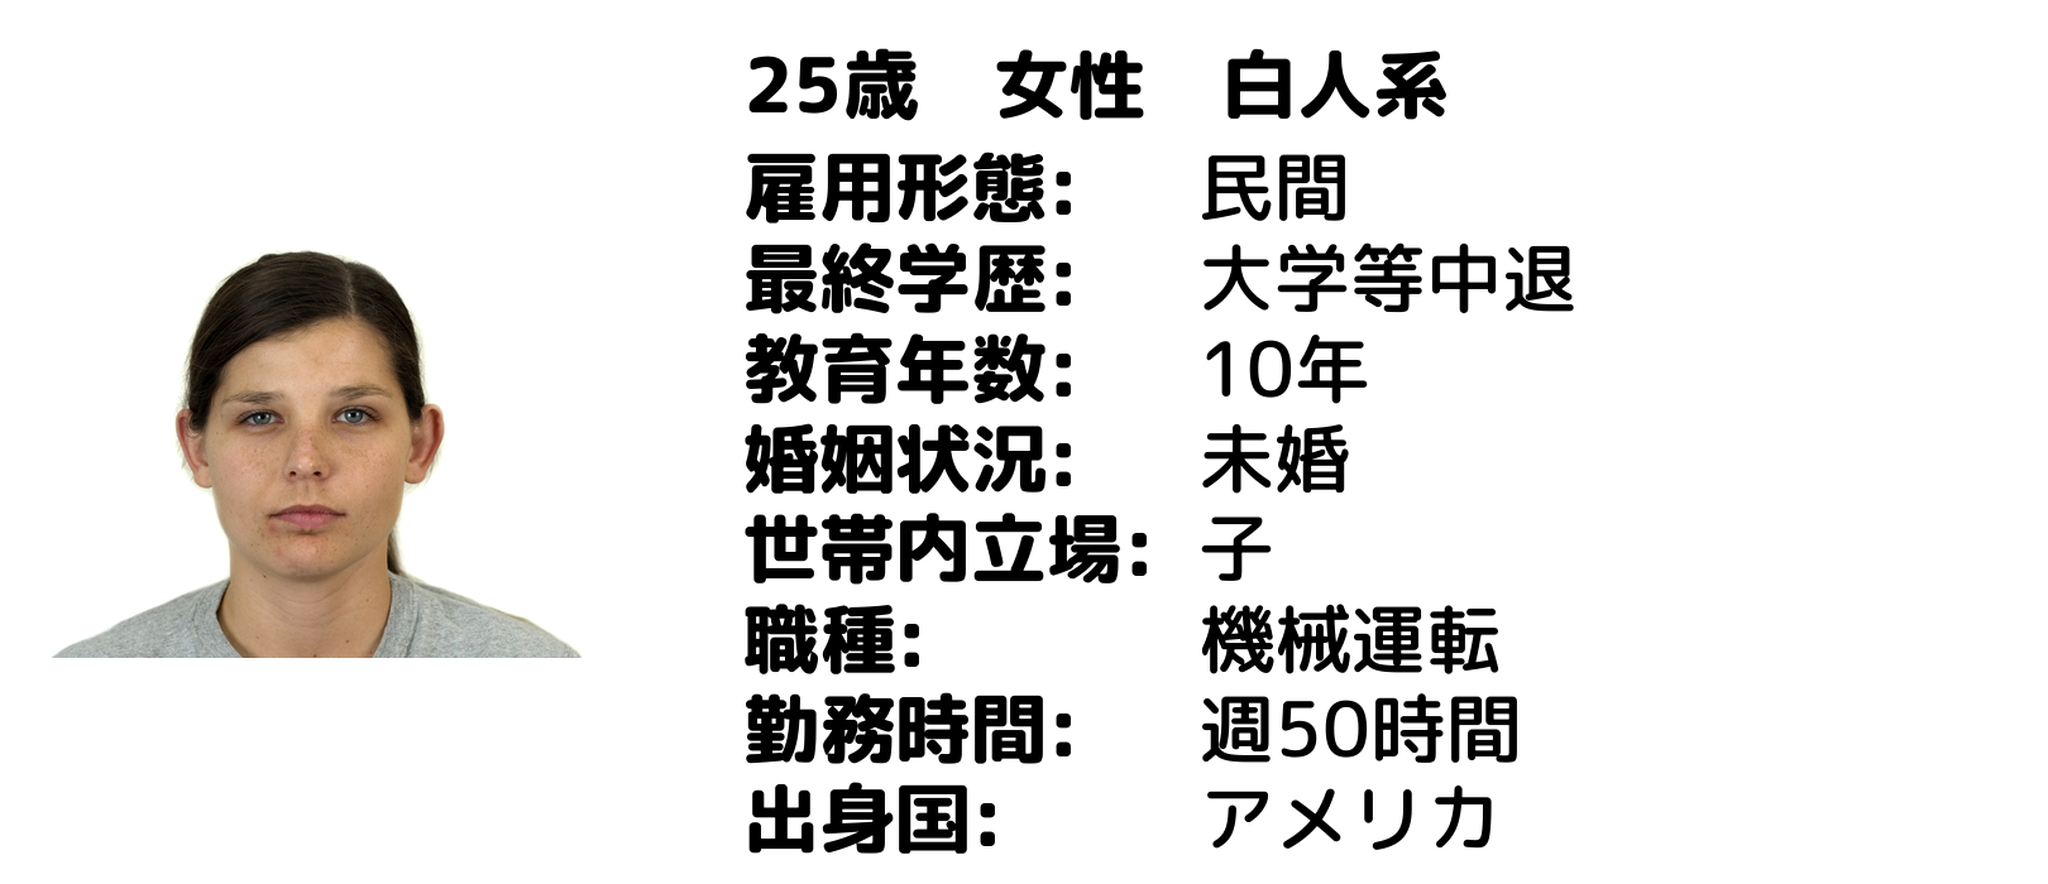 25歳　女性　白人系
雇用形態: 民間
最終学歴: 大学等中退
教育年数: 10年
婚姻状況: 未婚
世帯内立場: 子
職種: 機械運転
勤務時間: 週50時間
出身国: アメリカ